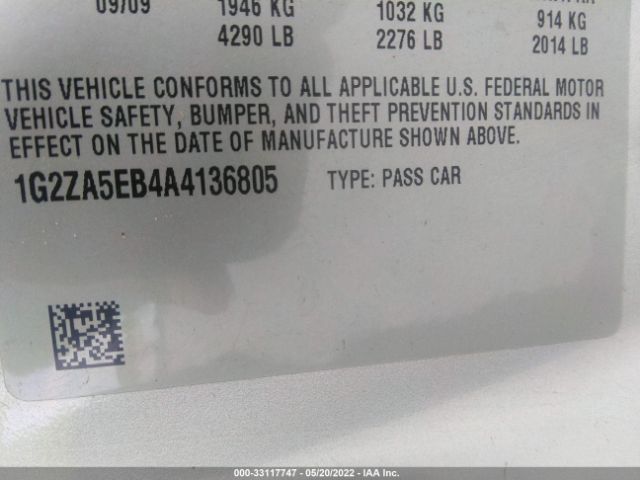 09/09 1946 KG 1032 KG 914 KG
4290 LB 2276 LB 2014 LB
THIS VEHICLE CONFORMS TO ALL APPLICABLE U.S. FEDERAL MOTOR
VEHICLE SAFETY, BUMPER, AND THEFT PREVENTION STANDARDS IN
EFFECT ON THE DATE OF MANUFACTURE SHOWN ABOVE.
1G2ZA5EB4A4136805 TYPE: PASS CAR
000-33117747 - 05/20/2022 - IAA Inc.